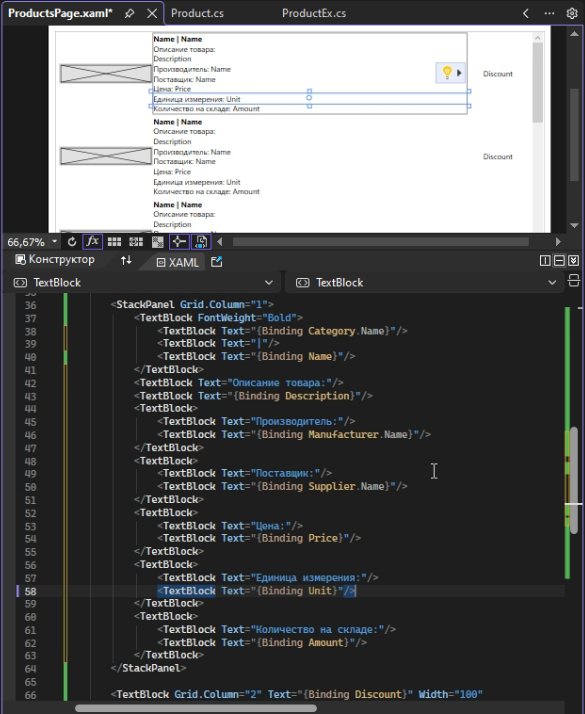 ProductsPage.xaml*
Product.cs
ProductEx.cs
Name | Name
Описание товара:
Description
Производитель: Name
Поставщик: Name
Цена: Price
Единица измерения: Unit
Количество на складе: Amount
Discount
Name | Name
Описание товара:
Description
Производитель: Name
Поставщик: Name
Цена: Price
Единица измерения: Unit
Количество на складе: Amount
Discount
Name | Name
Описание товара:
Description
66,67%
fx
Конструктор
XAML
TextBlock
TextBlock
36 <StackPanel Grid.Column="1">
37 <TextBlock FontWeight="Bold">
38 <TextBlock Text="{Binding Category.Name}"/>
39 <TextBlock Text="|"/>
40 <TextBlock Text="{Binding Name}"/>
41 </TextBlock>
42 <TextBlock Text="Описание товара:"/>
43 <TextBlock Text="{Binding Description}"/>
44 <TextBlock>
45 <TextBlock Text="Производитель:"/>
46 <TextBlock Text="{Binding Manufacturer.Name}"/>
47 </TextBlock>
48 <TextBlock>
49 <TextBlock Text="Поставщик:"/>
50 <TextBlock Text="{Binding Supplier.Name}"/>
51 </TextBlock>
52 <TextBlock>
53 <TextBlock Text="Цена:"/>
54 <TextBlock Text="{Binding Price}"/>
55 </TextBlock>
56 <TextBlock>
57 <TextBlock Text="Единица измерения:"/>
58 <TextBlock Text="{Binding Unit}"/>
59 </TextBlock>
60 <TextBlock>
61 <TextBlock Text="Количество на складе:"/>
62 <TextBlock Text="{Binding Amount}"/>
63 </TextBlock>
64 </StackPanel>
65
66 <TextBlock Grid.Column="2" Text="{Binding Discount}" Width="100"